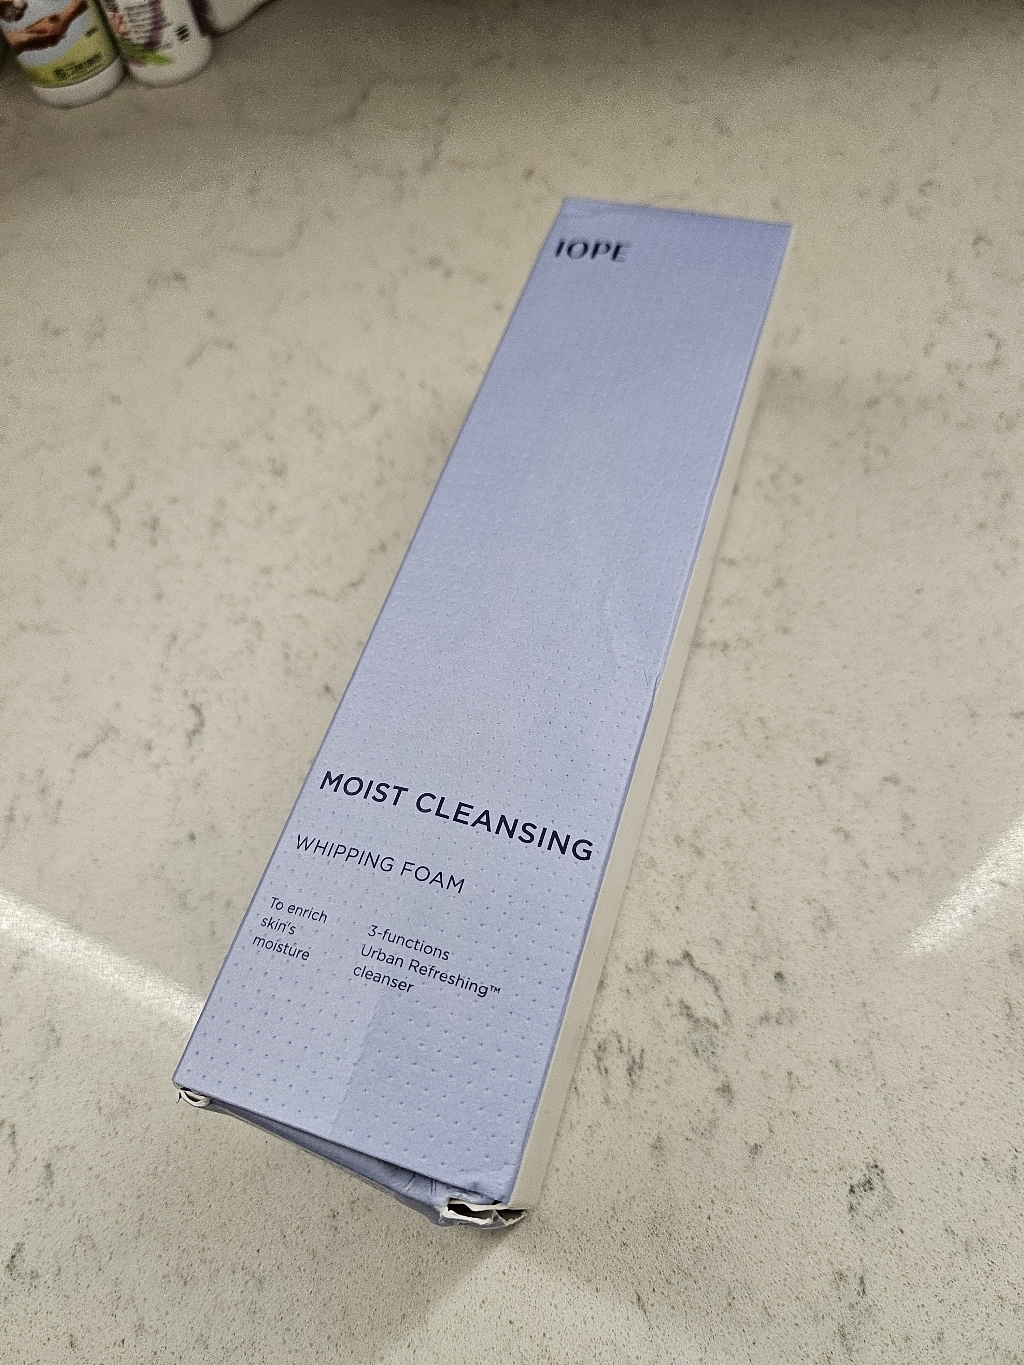 IOPE
MOIST CLEANSING
WHIPPING FOAM
To enrich
skin's
moisture
3-functions
Urban Refreshing™
cleanser